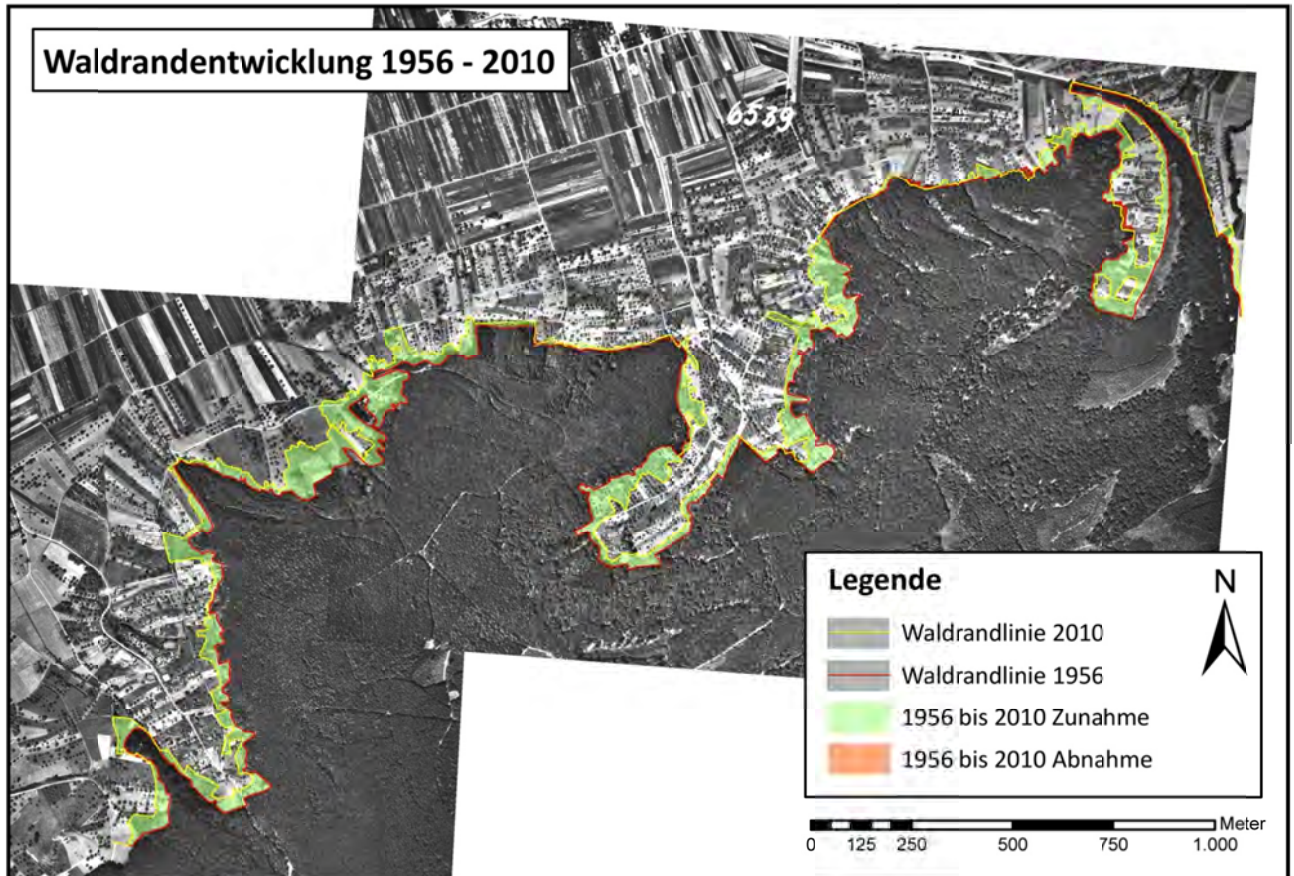 Waldrandentwicklung 1956 - 2010
6539
Legende
N
Waldrandlinie 2010
Waldrandlinie 1956
1956 bis 2010 Zunahme
1956 bis 2010 Abnahme
Meter
0 125 250 500 750 1.000